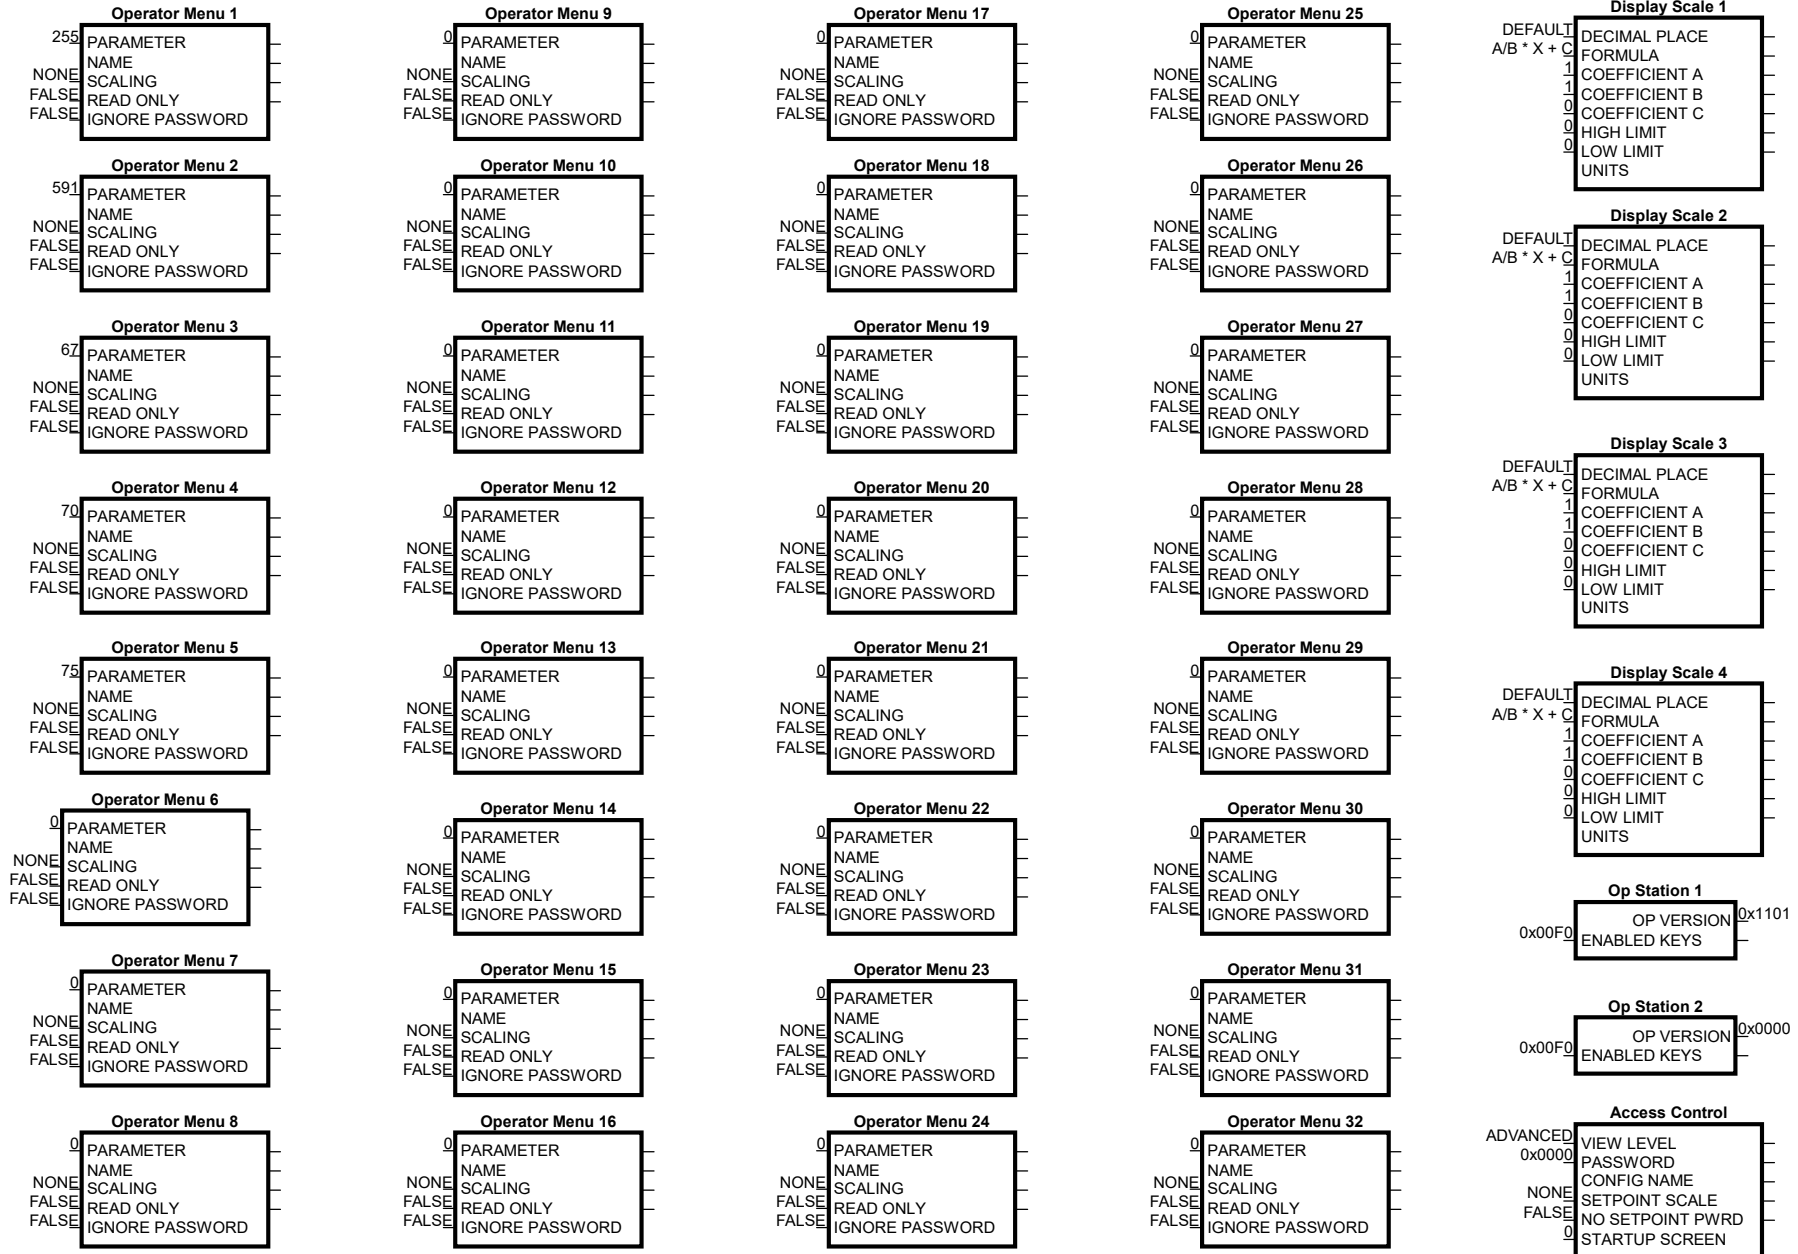 Operator Menu 1
255
PARAMETER
NAME
NONE
SCALING
FALSE
READ ONLY
FALSE
IGNORE PASSWORD
Operator Menu 2
591
PARAMETER
NAME
NONE
SCALING
FALSE
READ ONLY
FALSE
IGNORE PASSWORD
Operator Menu 3
67
PARAMETER
NAME
NONE
SCALING
FALSE
READ ONLY
FALSE
IGNORE PASSWORD
Operator Menu 4
70
PARAMETER
NAME
NONE
SCALING
FALSE
READ ONLY
FALSE
IGNORE PASSWORD
Operator Menu 5
75
PARAMETER
NAME
NONE
SCALING
FALSE
READ ONLY
FALSE
IGNORE PASSWORD
Operator Menu 6
0
PARAMETER
NAME
NONE
SCALING
FALSE
READ ONLY
FALSE
IGNORE PASSWORD
Operator Menu 7
0
PARAMETER
NAME
NONE
SCALING
FALSE
READ ONLY
FALSE
IGNORE PASSWORD
Operator Menu 8
0
PARAMETER
NAME
NONE
SCALING
FALSE
READ ONLY
FALSE
IGNORE PASSWORD
Operator Menu 9
0
PARAMETER
NAME
NONE
SCALING
FALSE
READ ONLY
FALSE
IGNORE PASSWORD
Operator Menu 10
0
PARAMETER
NAME
NONE
SCALING
FALSE
READ ONLY
FALSE
IGNORE PASSWORD
Operator Menu 11
0
PARAMETER
NAME
NONE
SCALING
FALSE
READ ONLY
FALSE
IGNORE PASSWORD
Operator Menu 12
0
PARAMETER
NAME
NONE
SCALING
FALSE
READ ONLY
FALSE
IGNORE PASSWORD
Operator Menu 13
0
PARAMETER
NAME
NONE
SCALING
FALSE
READ ONLY
FALSE
IGNORE PASSWORD
Operator Menu 14
0
PARAMETER
NAME
NONE
SCALING
FALSE
READ ONLY
FALSE
IGNORE PASSWORD
Operator Menu 15
0
PARAMETER
NAME
NONE
SCALING
FALSE
READ ONLY
FALSE
IGNORE PASSWORD
Operator Menu 16
0
PARAMETER
NAME
NONE
SCALING
FALSE
READ ONLY
FALSE
IGNORE PASSWORD
Operator Menu 17
0
PARAMETER
NAME
NONE
SCALING
FALSE
READ ONLY
FALSE
IGNORE PASSWORD
Operator Menu 18
0
PARAMETER
NAME
NONE
SCALING
FALSE
READ ONLY
FALSE
IGNORE PASSWORD
Operator Menu 19
0
PARAMETER
NAME
NONE
SCALING
FALSE
READ ONLY
FALSE
IGNORE PASSWORD
Operator Menu 20
0
PARAMETER
NAME
NONE
SCALING
FALSE
READ ONLY
FALSE
IGNORE PASSWORD
Operator Menu 21
0
PARAMETER
NAME
NONE
SCALING
FALSE
READ ONLY
FALSE
IGNORE PASSWORD
Operator Menu 22
0
PARAMETER
NAME
NONE
SCALING
FALSE
READ ONLY
FALSE
IGNORE PASSWORD
Operator Menu 23
0
PARAMETER
NAME
NONE
SCALING
FALSE
READ ONLY
FALSE
IGNORE PASSWORD
Operator Menu 24
0
PARAMETER
NAME
NONE
SCALING
FALSE
READ ONLY
FALSE
IGNORE PASSWORD
Operator Menu 25
0
PARAMETER
NAME
NONE
SCALING
FALSE
READ ONLY
FALSE
IGNORE PASSWORD
Operator Menu 26
0
PARAMETER
NAME
NONE
SCALING
FALSE
READ ONLY
FALSE
IGNORE PASSWORD
Operator Menu 27
0
PARAMETER
NAME
NONE
SCALING
FALSE
READ ONLY
FALSE
IGNORE PASSWORD
Operator Menu 28
0
PARAMETER
NAME
NONE
SCALING
FALSE
READ ONLY
FALSE
IGNORE PASSWORD
Operator Menu 29
0
PARAMETER
NAME
NONE
SCALING
FALSE
READ ONLY
FALSE
IGNORE PASSWORD
Operator Menu 30
0
PARAMETER
NAME
NONE
SCALING
FALSE
READ ONLY
FALSE
IGNORE PASSWORD
Operator Menu 31
0
PARAMETER
NAME
NONE
SCALING
FALSE
READ ONLY
FALSE
IGNORE PASSWORD
Operator Menu 32
0
PARAMETER
NAME
NONE
SCALING
FALSE
READ ONLY
FALSE
IGNORE PASSWORD
Display Scale 1
DEFAULT
DECIMAL PLACE
A/B * X + C
FORMULA
1
COEFFICIENT A
1
COEFFICIENT B
0
COEFFICIENT C
0
HIGH LIMIT
0
LOW LIMIT
UNITS
Display Scale 2
DEFAULT
DECIMAL PLACE
A/B * X + C
FORMULA
1
COEFFICIENT A
1
COEFFICIENT B
0
COEFFICIENT C
0
HIGH LIMIT
0
LOW LIMIT
UNITS
Display Scale 3
DEFAULT
DECIMAL PLACE
A/B * X + C
FORMULA
1
COEFFICIENT A
1
COEFFICIENT B
0
COEFFICIENT C
0
HIGH LIMIT
0
LOW LIMIT
UNITS
Display Scale 4
DEFAULT
DECIMAL PLACE
A/B * X + C
FORMULA
1
COEFFICIENT A
1
COEFFICIENT B
0
COEFFICIENT C
0
HIGH LIMIT
0
LOW LIMIT
UNITS
Op Station 1
OP VERSION
0x1101
0x00F0
ENABLED KEYS
Op Station 2
OP VERSION
0x0000
0x00F0
ENABLED KEYS
Access Control
ADVANCED
VIEW LEVEL
0x0000
PASSWORD
CONFIG NAME
NONE
SETPOINT SCALE
FALSE
NO SETPOINT PWRD
0
STARTUP SCREEN